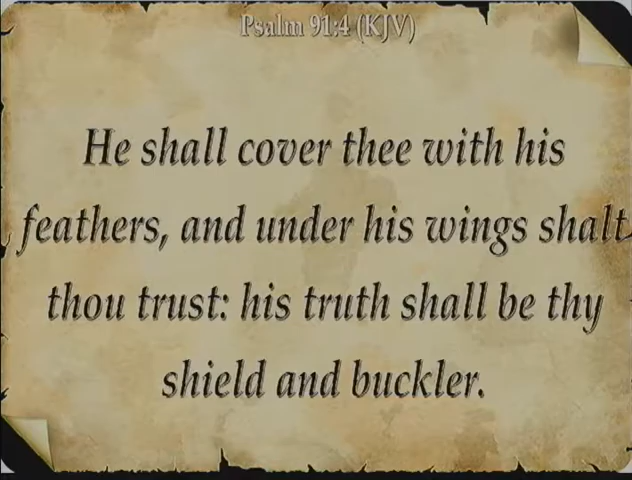 Psalm 91:4 (KJV)
He shall cover thee with his
feathers, and under his wings shalt
thou trust: his truth shall be thy
shield and buckler.